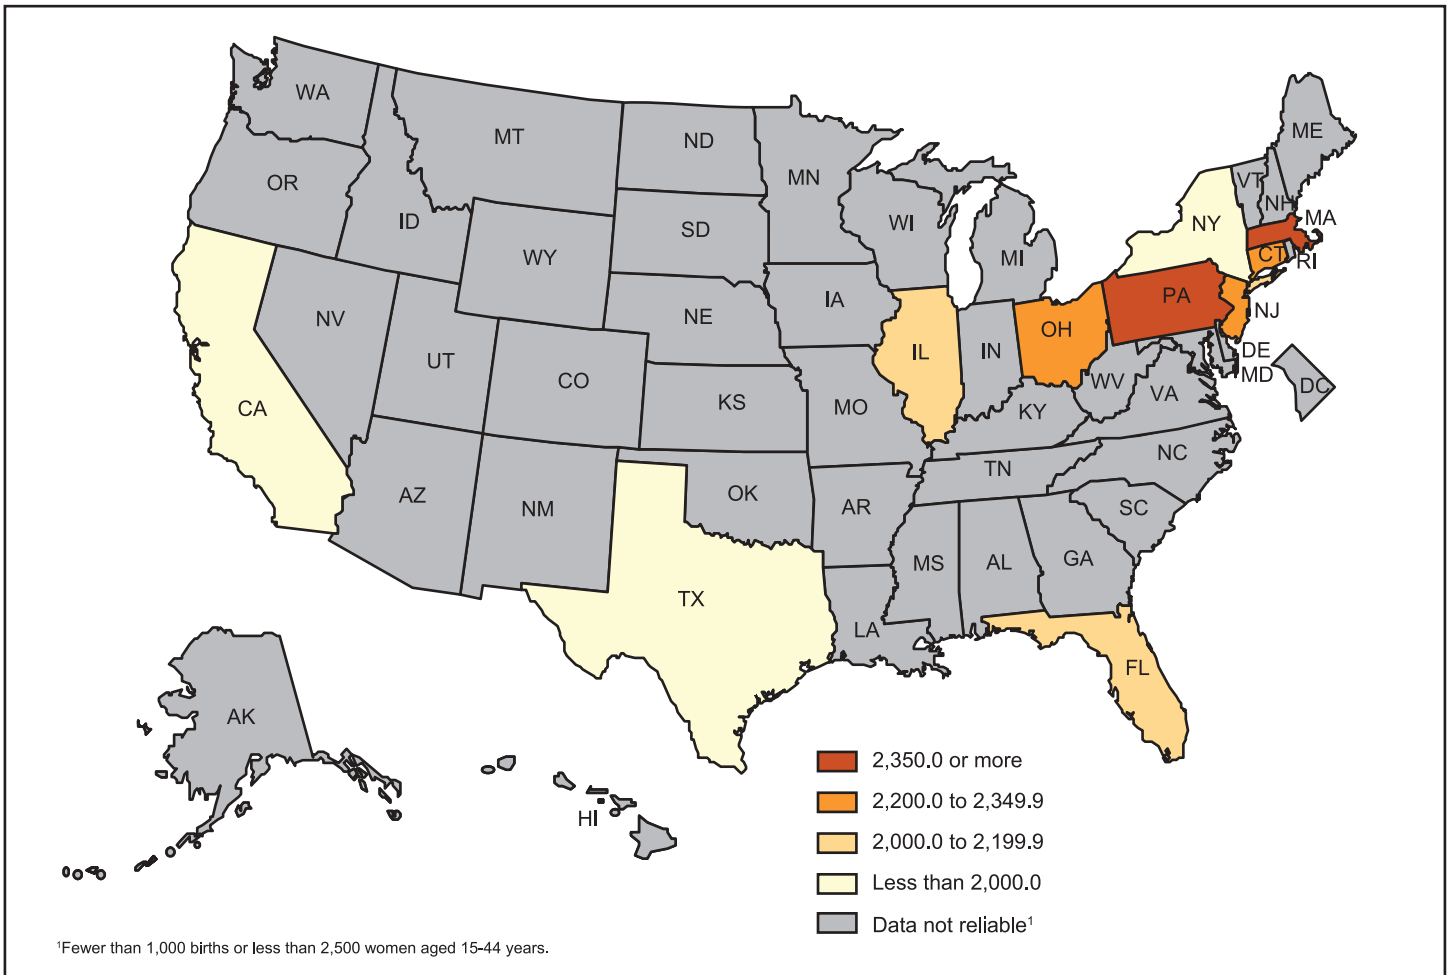 WA
MT
ND
MN
OR
ID
SD
WI
MI
WY
ME
VT
NH
NY
MA
CT
RI
PA
NJ
NV
UT
NE
IA
IL
IN
OH
DE
MD
DC
CA
CO
KS
MO
KY
WV
VA
AZ
NM
OK
AR
TN
NC
SC
MS
AL
GA
TX
LA
FL
AK
HI
2,350.0 or more
2,200.0 to 2,349.9
2,000.0 to 2,199.9
Less than 2,000.0
Data not reliable¹
¹Fewer than 1,000 births or less than 2,500 women aged 15-44 years.